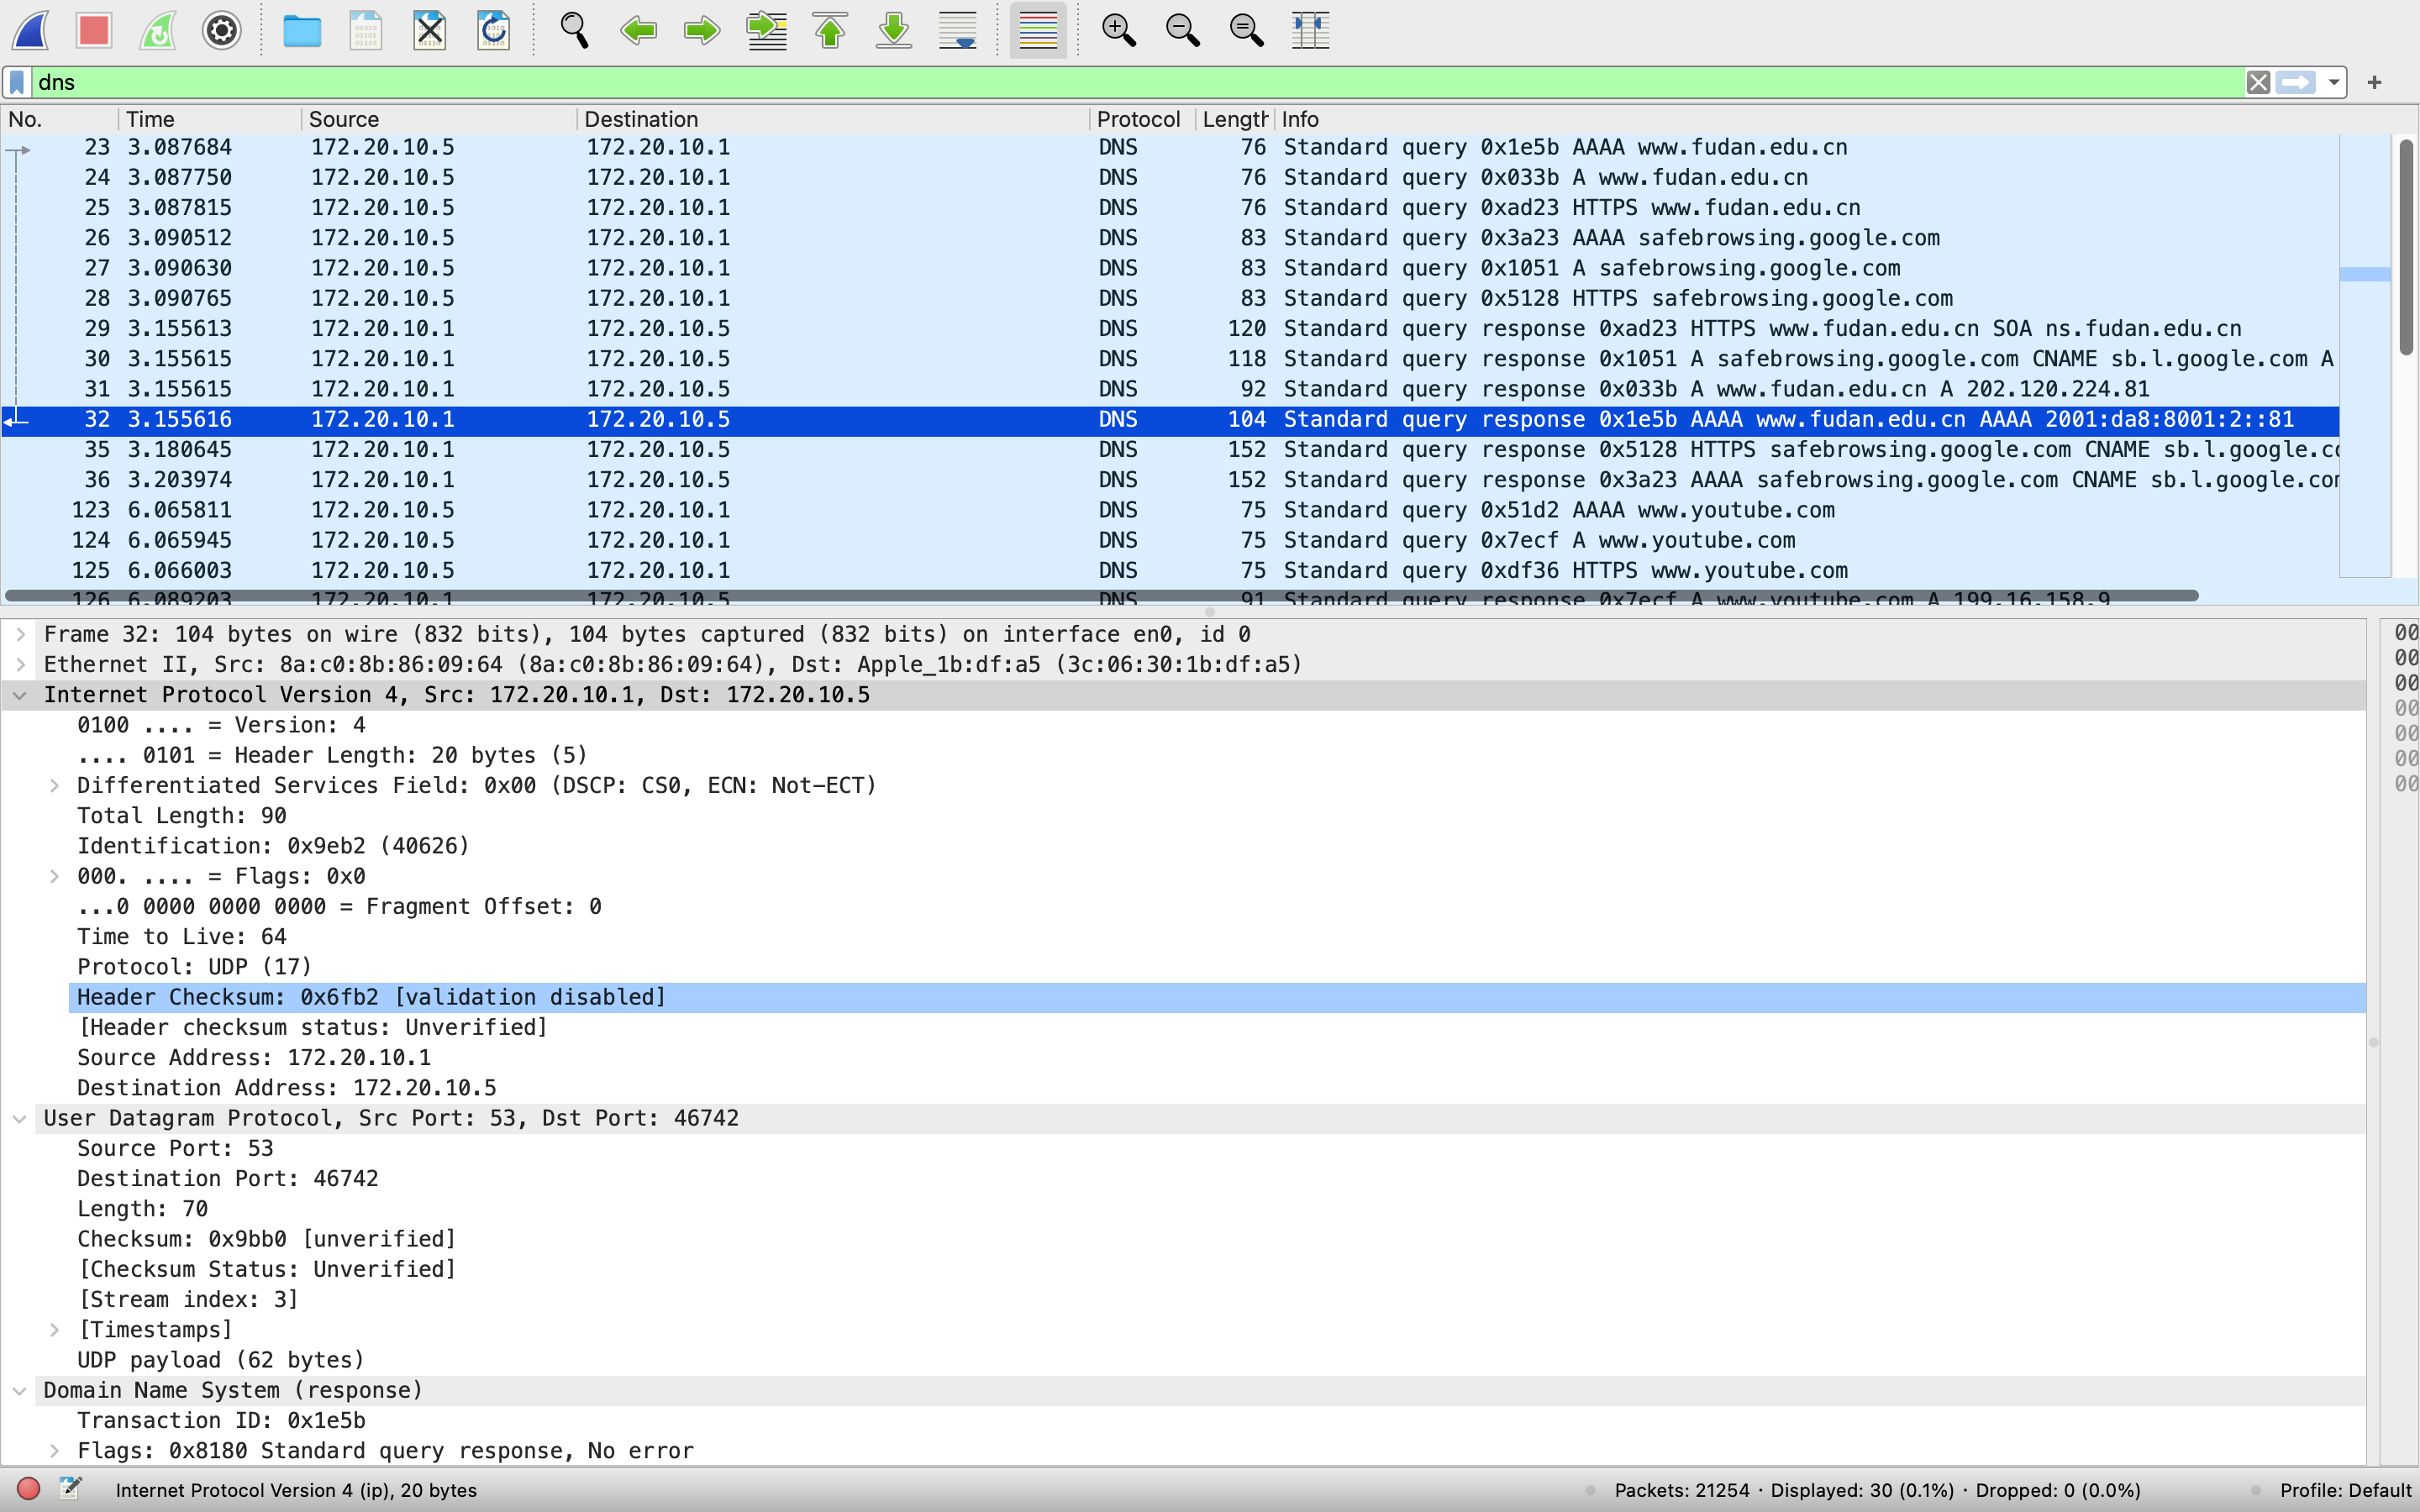 dns
No. Time Source Destination Protocol Length Info
23 3.087684 172.20.10.5 172.20.10.1 DNS 76 Standard query 0x1e5b AAAA www.fudan.edu.cn
24 3.087750 172.20.10.5 172.20.10.1 DNS 76 Standard query 0x033b A www.fudan.edu.cn
25 3.087815 172.20.10.5 172.20.10.1 DNS 76 Standard query 0xad23 HTTPS www.fudan.edu.cn
26 3.090512 172.20.10.5 172.20.10.1 DNS 83 Standard query 0x3a23 AAAA safebrowsing.google.com
27 3.090630 172.20.10.5 172.20.10.1 DNS 83 Standard query 0x1051 A safebrowsing.google.com
28 3.090765 172.20.10.5 172.20.10.1 DNS 83 Standard query 0x5128 HTTPS safebrowsing.google.com
29 3.155613 172.20.10.1 172.20.10.5 DNS 120 Standard query response 0xad23 HTTPS www.fudan.edu.cn SOA ns.fudan.edu.cn
30 3.155615 172.20.10.1 172.20.10.5 DNS 118 Standard query response 0x1051 A safebrowsing.google.com CNAME sb.l.google.com A
31 3.155615 172.20.10.1 172.20.10.5 DNS 92 Standard query response 0x033b A www.fudan.edu.cn A 202.120.224.81
32 3.155616 172.20.10.1 172.20.10.5 DNS 104 Standard query response 0x1e5b AAAA www.fudan.edu.cn AAAA 2001:da8:8001:2::81
35 3.180645 172.20.10.1 172.20.10.5 DNS 152 Standard query response 0x5128 HTTPS safebrowsing.google.com CNAME sb.l.google.co
36 3.203974 172.20.10.1 172.20.10.5 DNS 152 Standard query response 0x3a23 AAAA safebrowsing.google.com CNAME sb.l.google.com
123 6.065811 172.20.10.5 172.20.10.1 DNS 75 Standard query 0x51d2 AAAA www.youtube.com
124 6.065945 172.20.10.5 172.20.10.1 DNS 75 Standard query 0x7ecf A www.youtube.com
125 6.066003 172.20.10.5 172.20.10.1 DNS 75 Standard query 0xdf36 HTTPS www.youtube.com
126 6.089203 172.20.10.1 172.20.10.5 DNS 91 Standard query response 0x7ecf A www.youtube.com A 199.16.158.9
Frame 32: 104 bytes on wire (832 bits), 104 bytes captured (832 bits) on interface en0, id 0
Ethernet II, Src: 8a:c0:8b:86:09:64 (8a:c0:8b:86:09:64), Dst: Apple_1b:df:a5 (3c:06:30:1b:df:a5)
Internet Protocol Version 4, Src: 172.20.10.1, Dst: 172.20.10.5
0100 .... = Version: 4
.... 0101 = Header Length: 20 bytes (5)
Differentiated Services Field: 0x00 (DSCP: CS0, ECN: Not-ECT)
Total Length: 90
Identification: 0x9eb2 (40626)
000. .... = Flags: 0x0
...0 0000 0000 0000 = Fragment Offset: 0
Time to Live: 64
Protocol: UDP (17)
Header Checksum: 0x6fb2 [validation disabled]
[Header checksum status: Unverified]
Source Address: 172.20.10.1
Destination Address: 172.20.10.5
User Datagram Protocol, Src Port: 53, Dst Port: 46742
Source Port: 53
Destination Port: 46742
Length: 70
Checksum: 0x9bb0 [unverified]
[Checksum Status: Unverified]
[Stream index: 3]
[Timestamps]
UDP payload (62 bytes)
Domain Name System (response)
Transaction ID: 0x1e5b
Flags: 0x8180 Standard query response, No error
00
00
00
00
00
00
00
Internet Protocol Version 4 (ip), 20 bytes
Packets: 21254 · Displayed: 30 (0.1%) · Dropped: 0 (0.0%)
Profile: Default